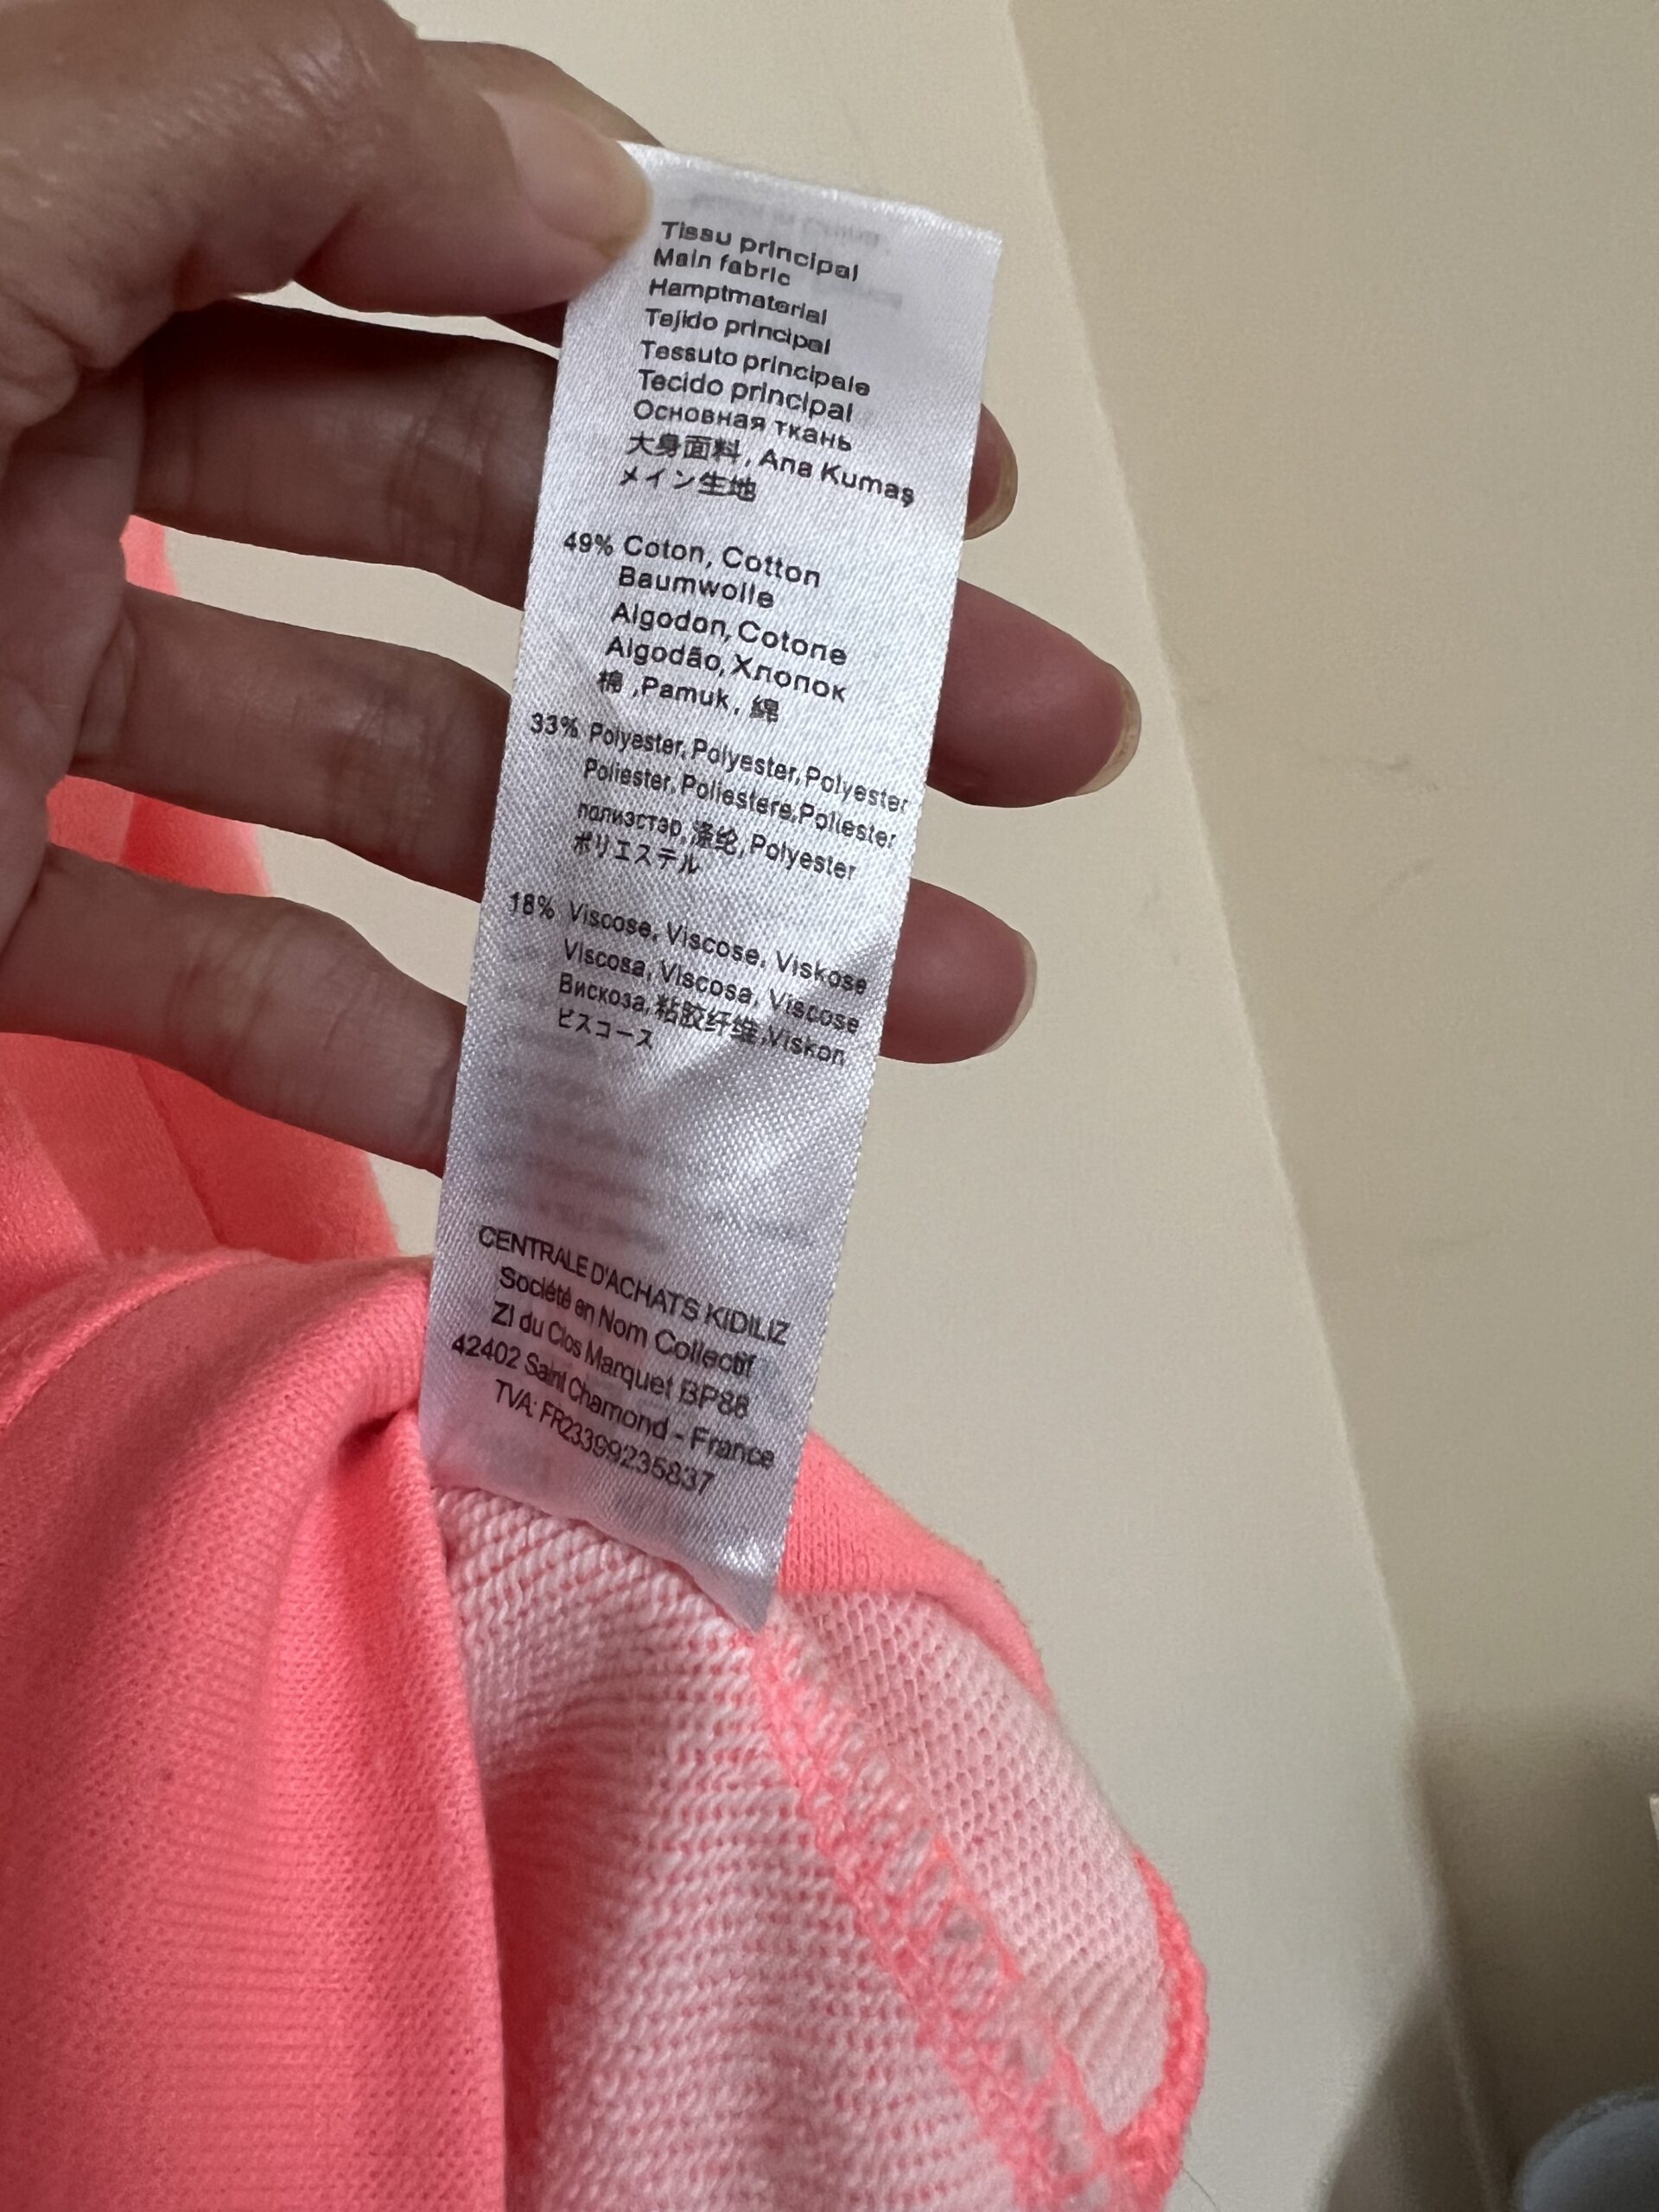 Tissu principal
Main fabric
Hamptmaterial
Tejido principal
Tessuto principale
Tecido principal
Основная ткань
大身面料, Ana Kumaş
メイン生地
49% Coton, Cotton
Baumwolle
Algodon, Cotone
Algodão, Хлопок
棉 ,Pamuk, 綿
33% Polyester, Polyester, Polyester
Poliester, Poliestere,Poliester
полиэстар,涤纶, Polyester
ポリエステル
18% Viscose, Viscose, Viskose
Viscosa, Viscosa, Viscose
Вискоза,粘胶纤维,Viskon
ビスコース
CENTRALE D'ACHATS KIDILIZ
Société en Nom Collectif
ZI du Clos Marquet BP88
42402 Saint Chamond - France
TVA: FR23399235837